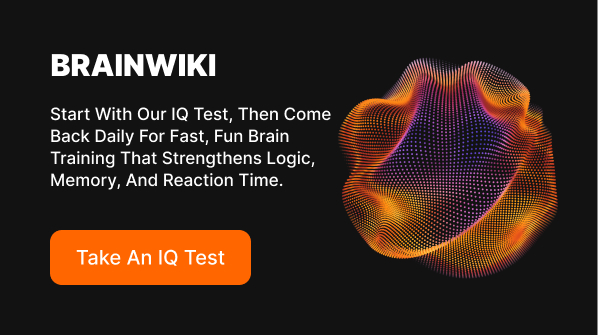 BRAINWIKI
Start With Our IQ Test, Then Come
Back Daily For Fast, Fun Brain
Training That Strengthens Logic,
Memory, And Reaction Time.
Take An IQ Test